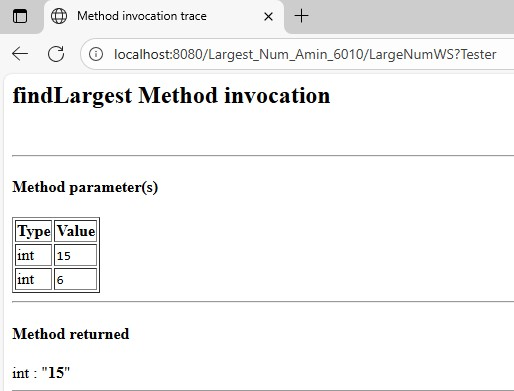 Method invocation trace
localhost:8080/Largest_Num_Amin_6010/LargeNumWS?Tester
findLargest Method invocation
Method parameter(s)
Type Value
int 15
int 6
Method returned
int : "15"